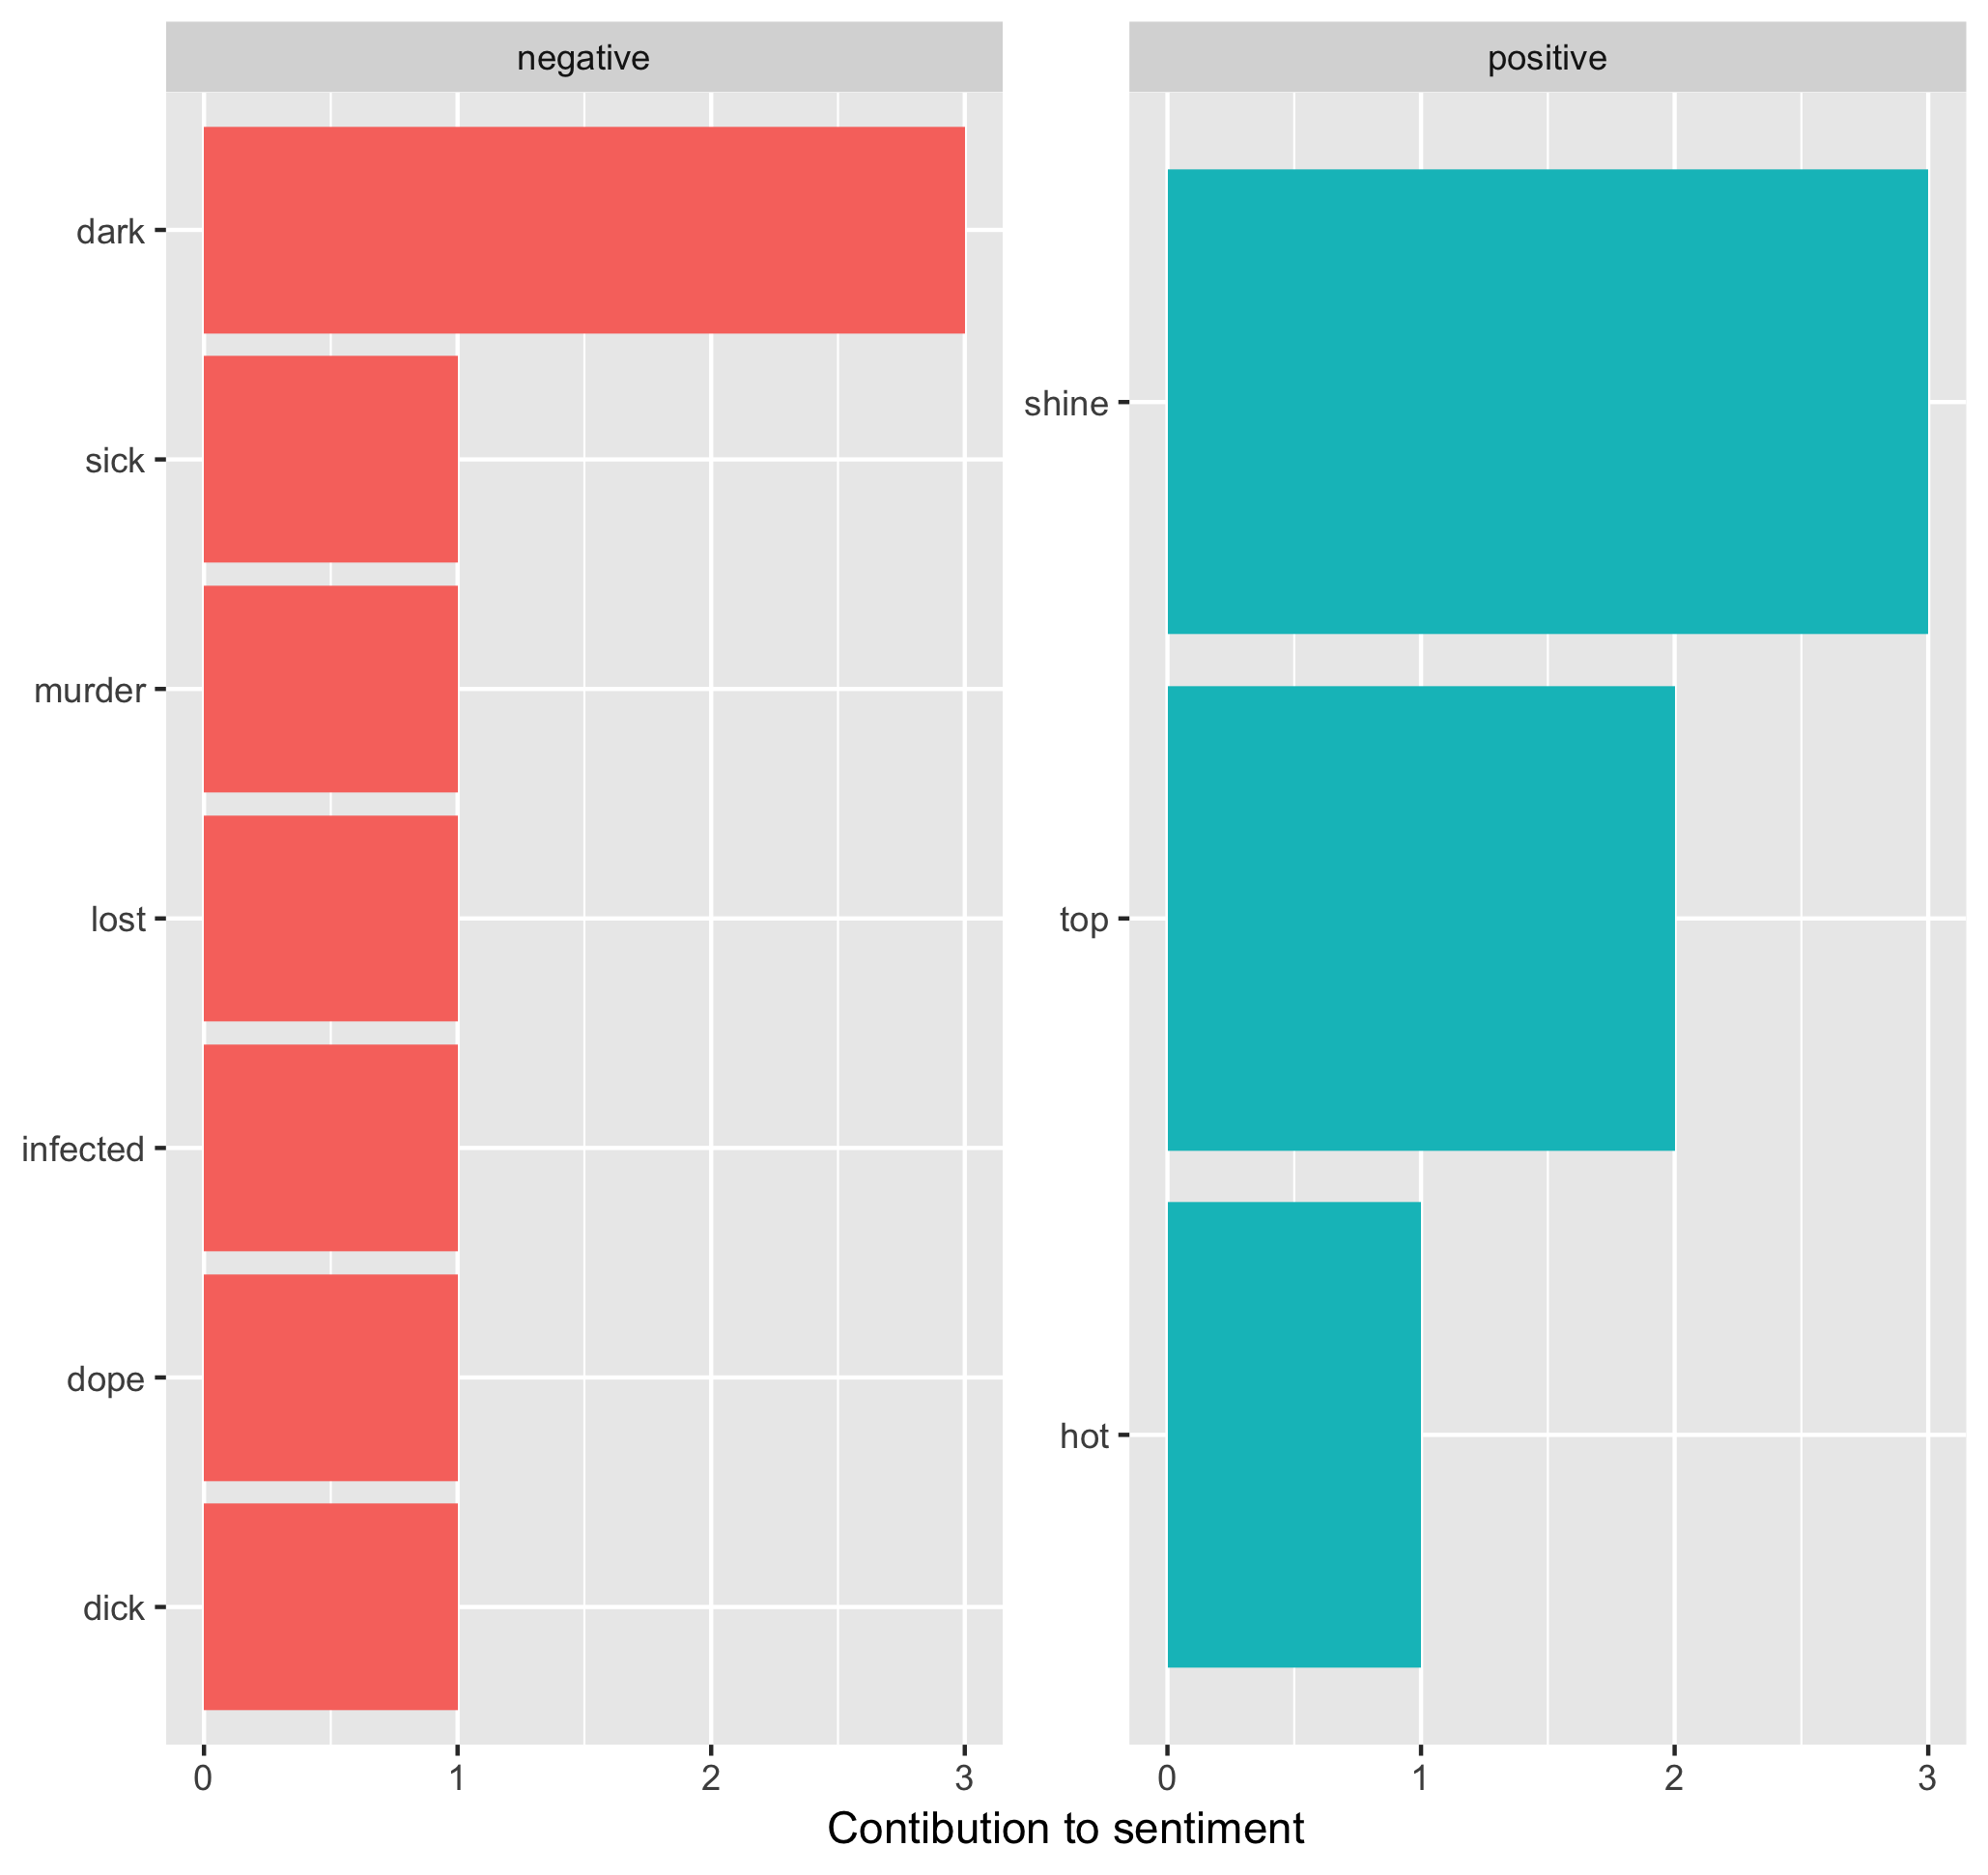 negative
dark
sick
murder
lost
infected
dope
dick
0 1 2 3
positive
shine
top
hot
0 1 2 3
Contibution to sentiment